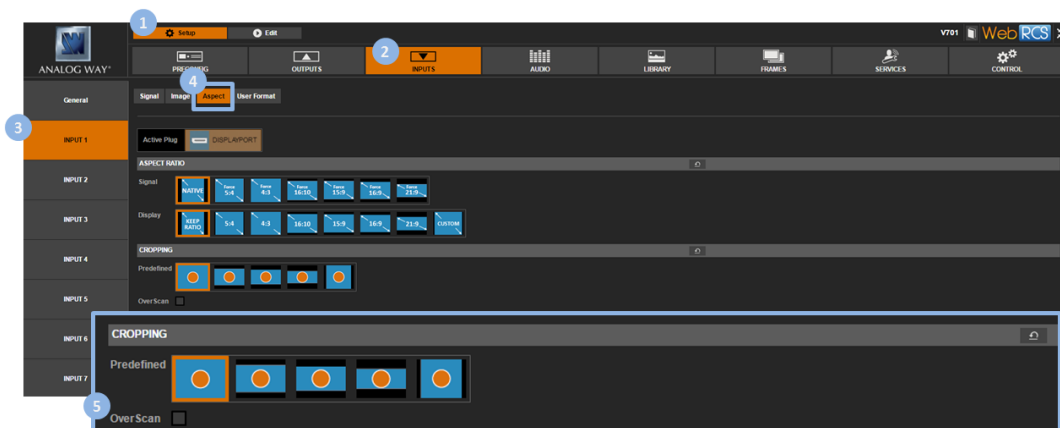 1
Setup
Edit
V701
Web RCS
ANALOG WAY®
PRECONFIG
OUTPUTS
2
INPUTS
AUDIO
LIBRARY
FRAMES
SERVICES
CONTROL
4
General
Signal
Image
Aspect
User Format
3
INPUT 1
Active Plug
DISPLAYPORT
ASPECT RATIO
INPUT 2
Signal
NATIVE
Force 5:4
Force 4:3
Force 16:10
Force 15:9
Force 16:9
Force 21:9
INPUT 3
Display
KEEP RATIO
5:4
4:3
16:10
15:9
16:9
21:9
CUSTOM
INPUT 4
CROPPING
Predefined
INPUT 5
OverScan
INPUT 6
CROPPING
INPUT 7
Predefined
5
OverScan